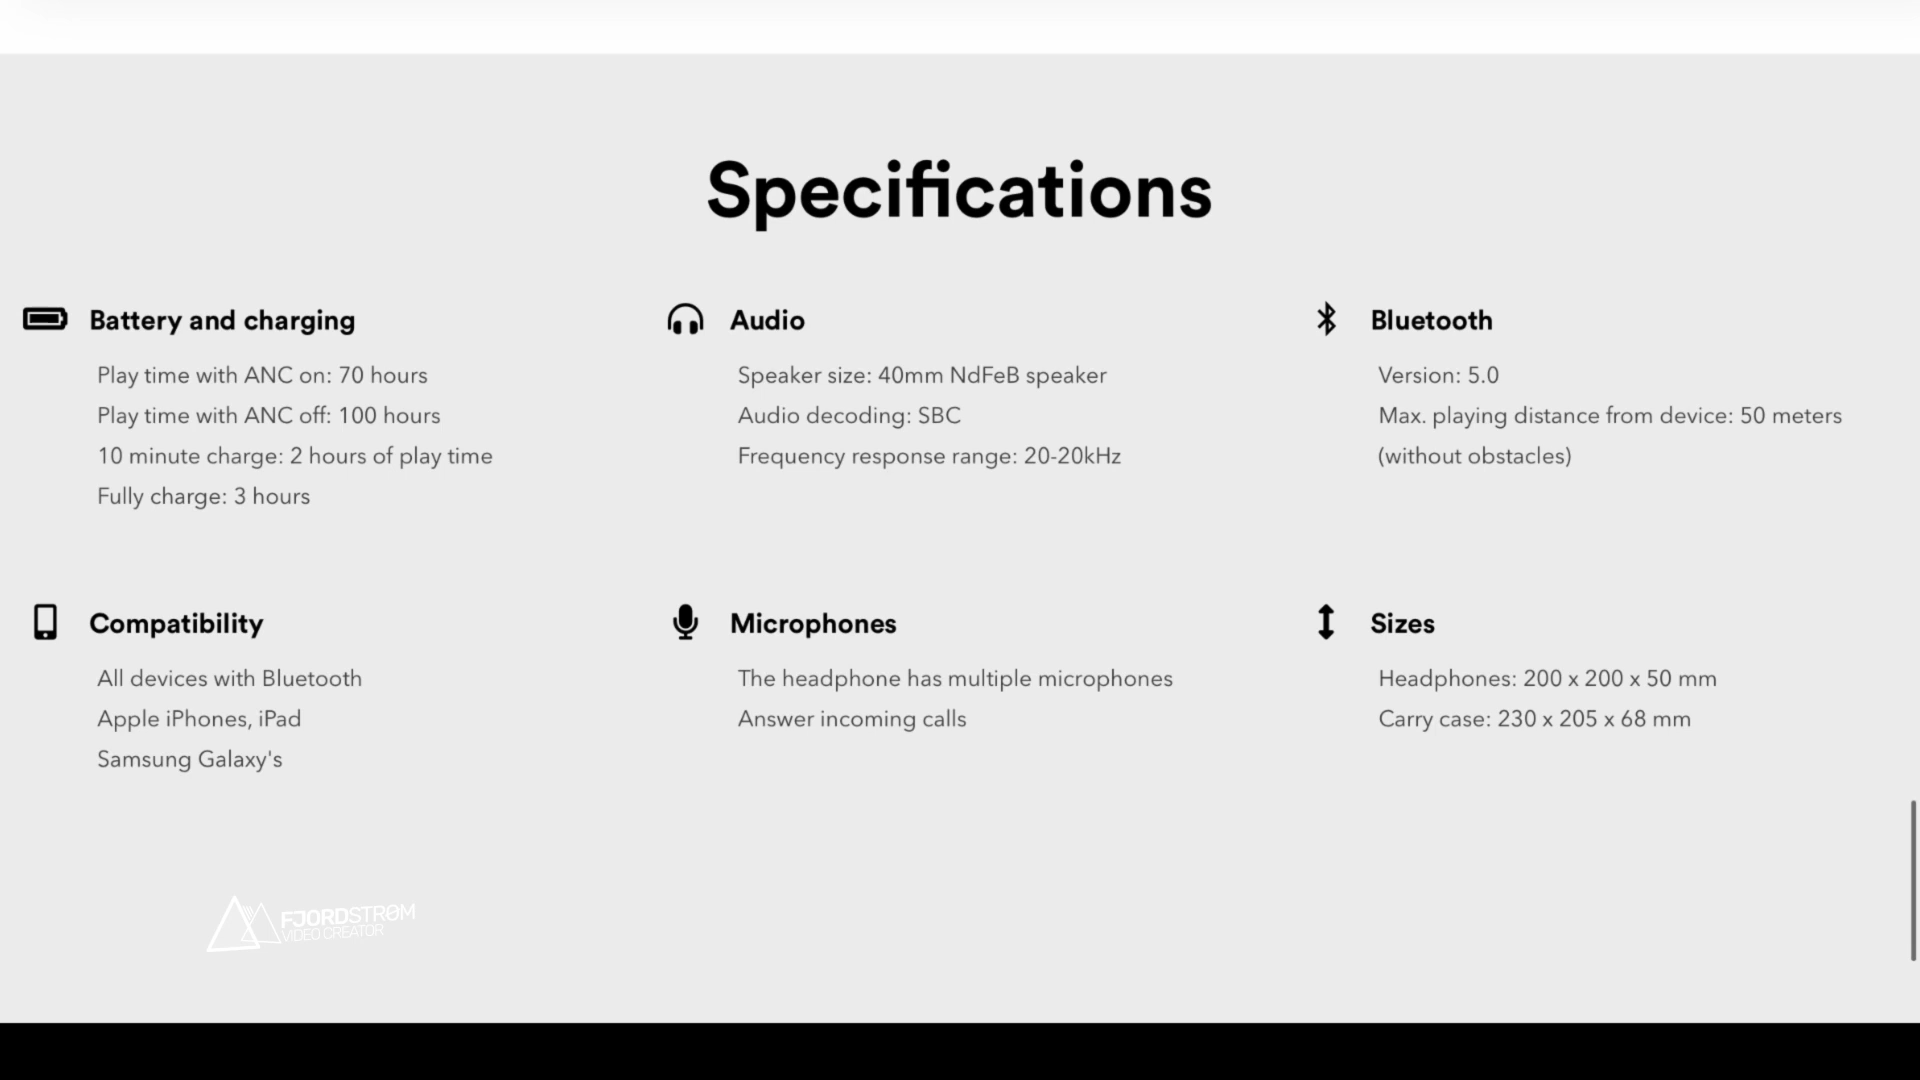 Specifications
Battery and charging
Play time with ANC on: 70 hours
Play time with ANC off: 100 hours
10 minute charge: 2 hours of play time
Fully charge: 3 hours
Audio
Speaker size: 40mm NdFeB speaker
Audio decoding: SBC
Frequency response range: 20-20kHz
Bluetooth
Version: 5.0
Max. playing distance from device: 50 meters
(without obstacles)
Compatibility
All devices with Bluetooth
Apple iPhones, iPad
Samsung Galaxy's
Microphones
The headphone has multiple microphones
Answer incoming calls
Sizes
Headphones: 200 x 200 x 50 mm
Carry case: 230 x 205 x 68 mm
FJORDSTRØM
VIDEO CREATOR